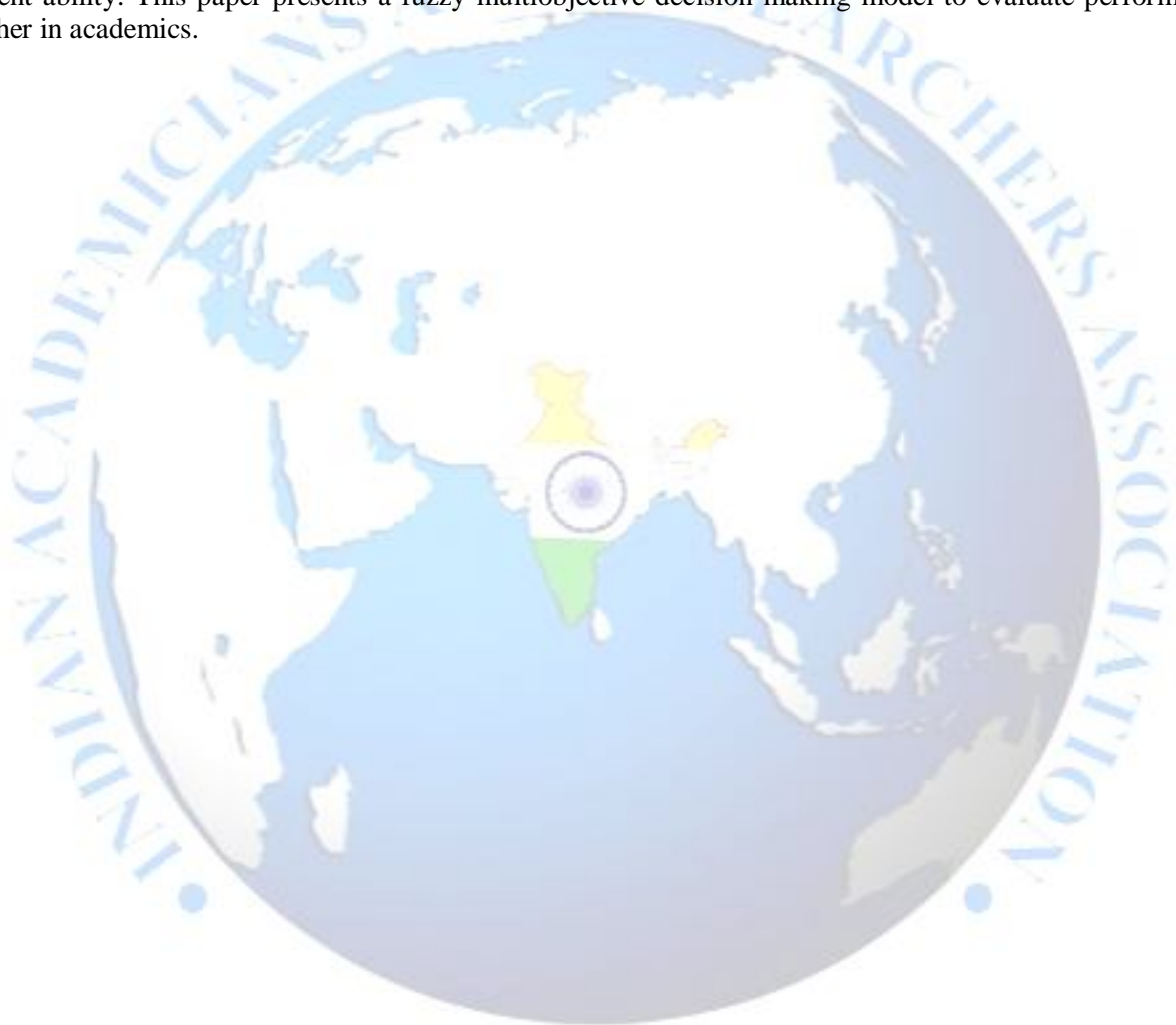 ent ability. This paper presents a fuzzy multiobjective decision making model to evaluate perform
her in academics.
INDIAN ACADEMICIANS
ARCHERS ASSOCIATION